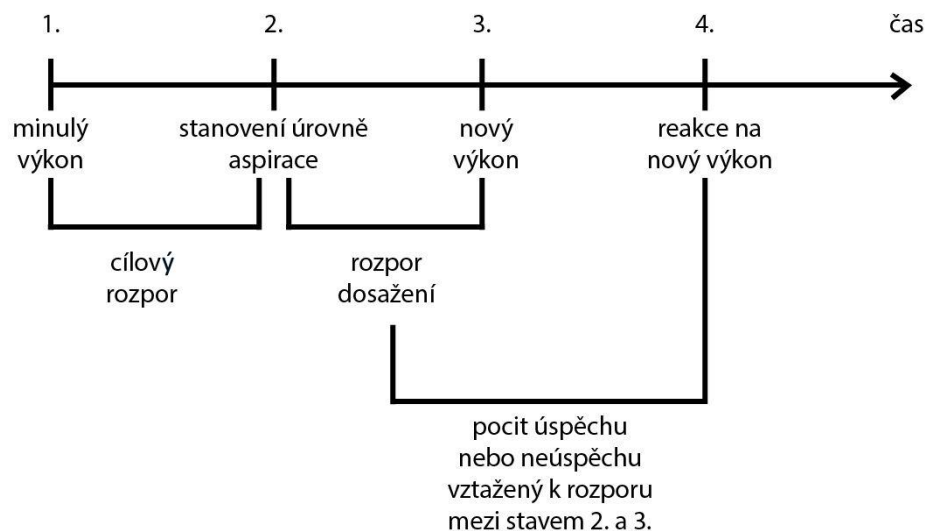 1. 2. 3. 4. čas
minulý výkon
stanovení úrovně aspirace
nový výkon
reakce na nový výkon
cílový rozpor
rozpor dosažení
pocit úspěchu
nebo neúspěchu
vztažený k rozporu
mezi stavem 2. a 3.